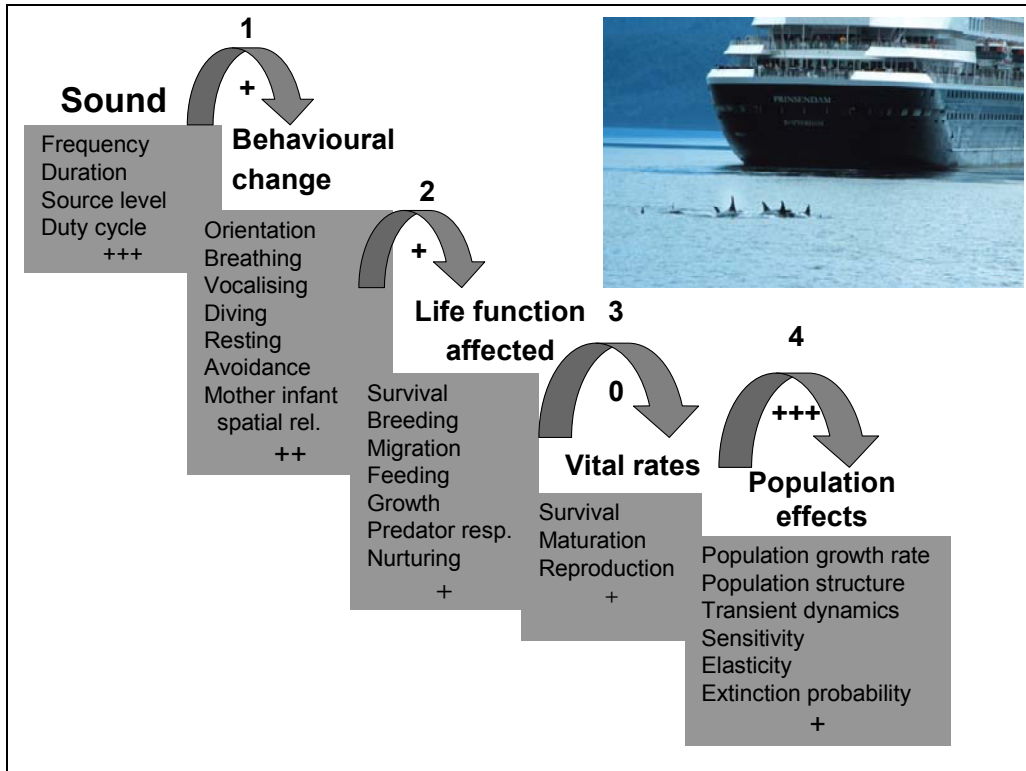 1
+
Sound
Frequency
Duration
Source level
Duty cycle
+++
Behavioural
change
Orientation
Breathing
Vocalising
Diving
Resting
Avoidance
Mother infant
spatial rel.
++
2
+
Life function
affected
Survival
Breeding
Migration
Feeding
Growth
Predator resp.
Nurturing
+
3
0
Vital rates
Survival
Maturation
Reproduction
+
4
+++
Population
effects
Population growth rate
Population structure
Transient dynamics
Sensitivity
Elasticity
Extinction probability
+
PRINSENDAM
ROTTERDAM